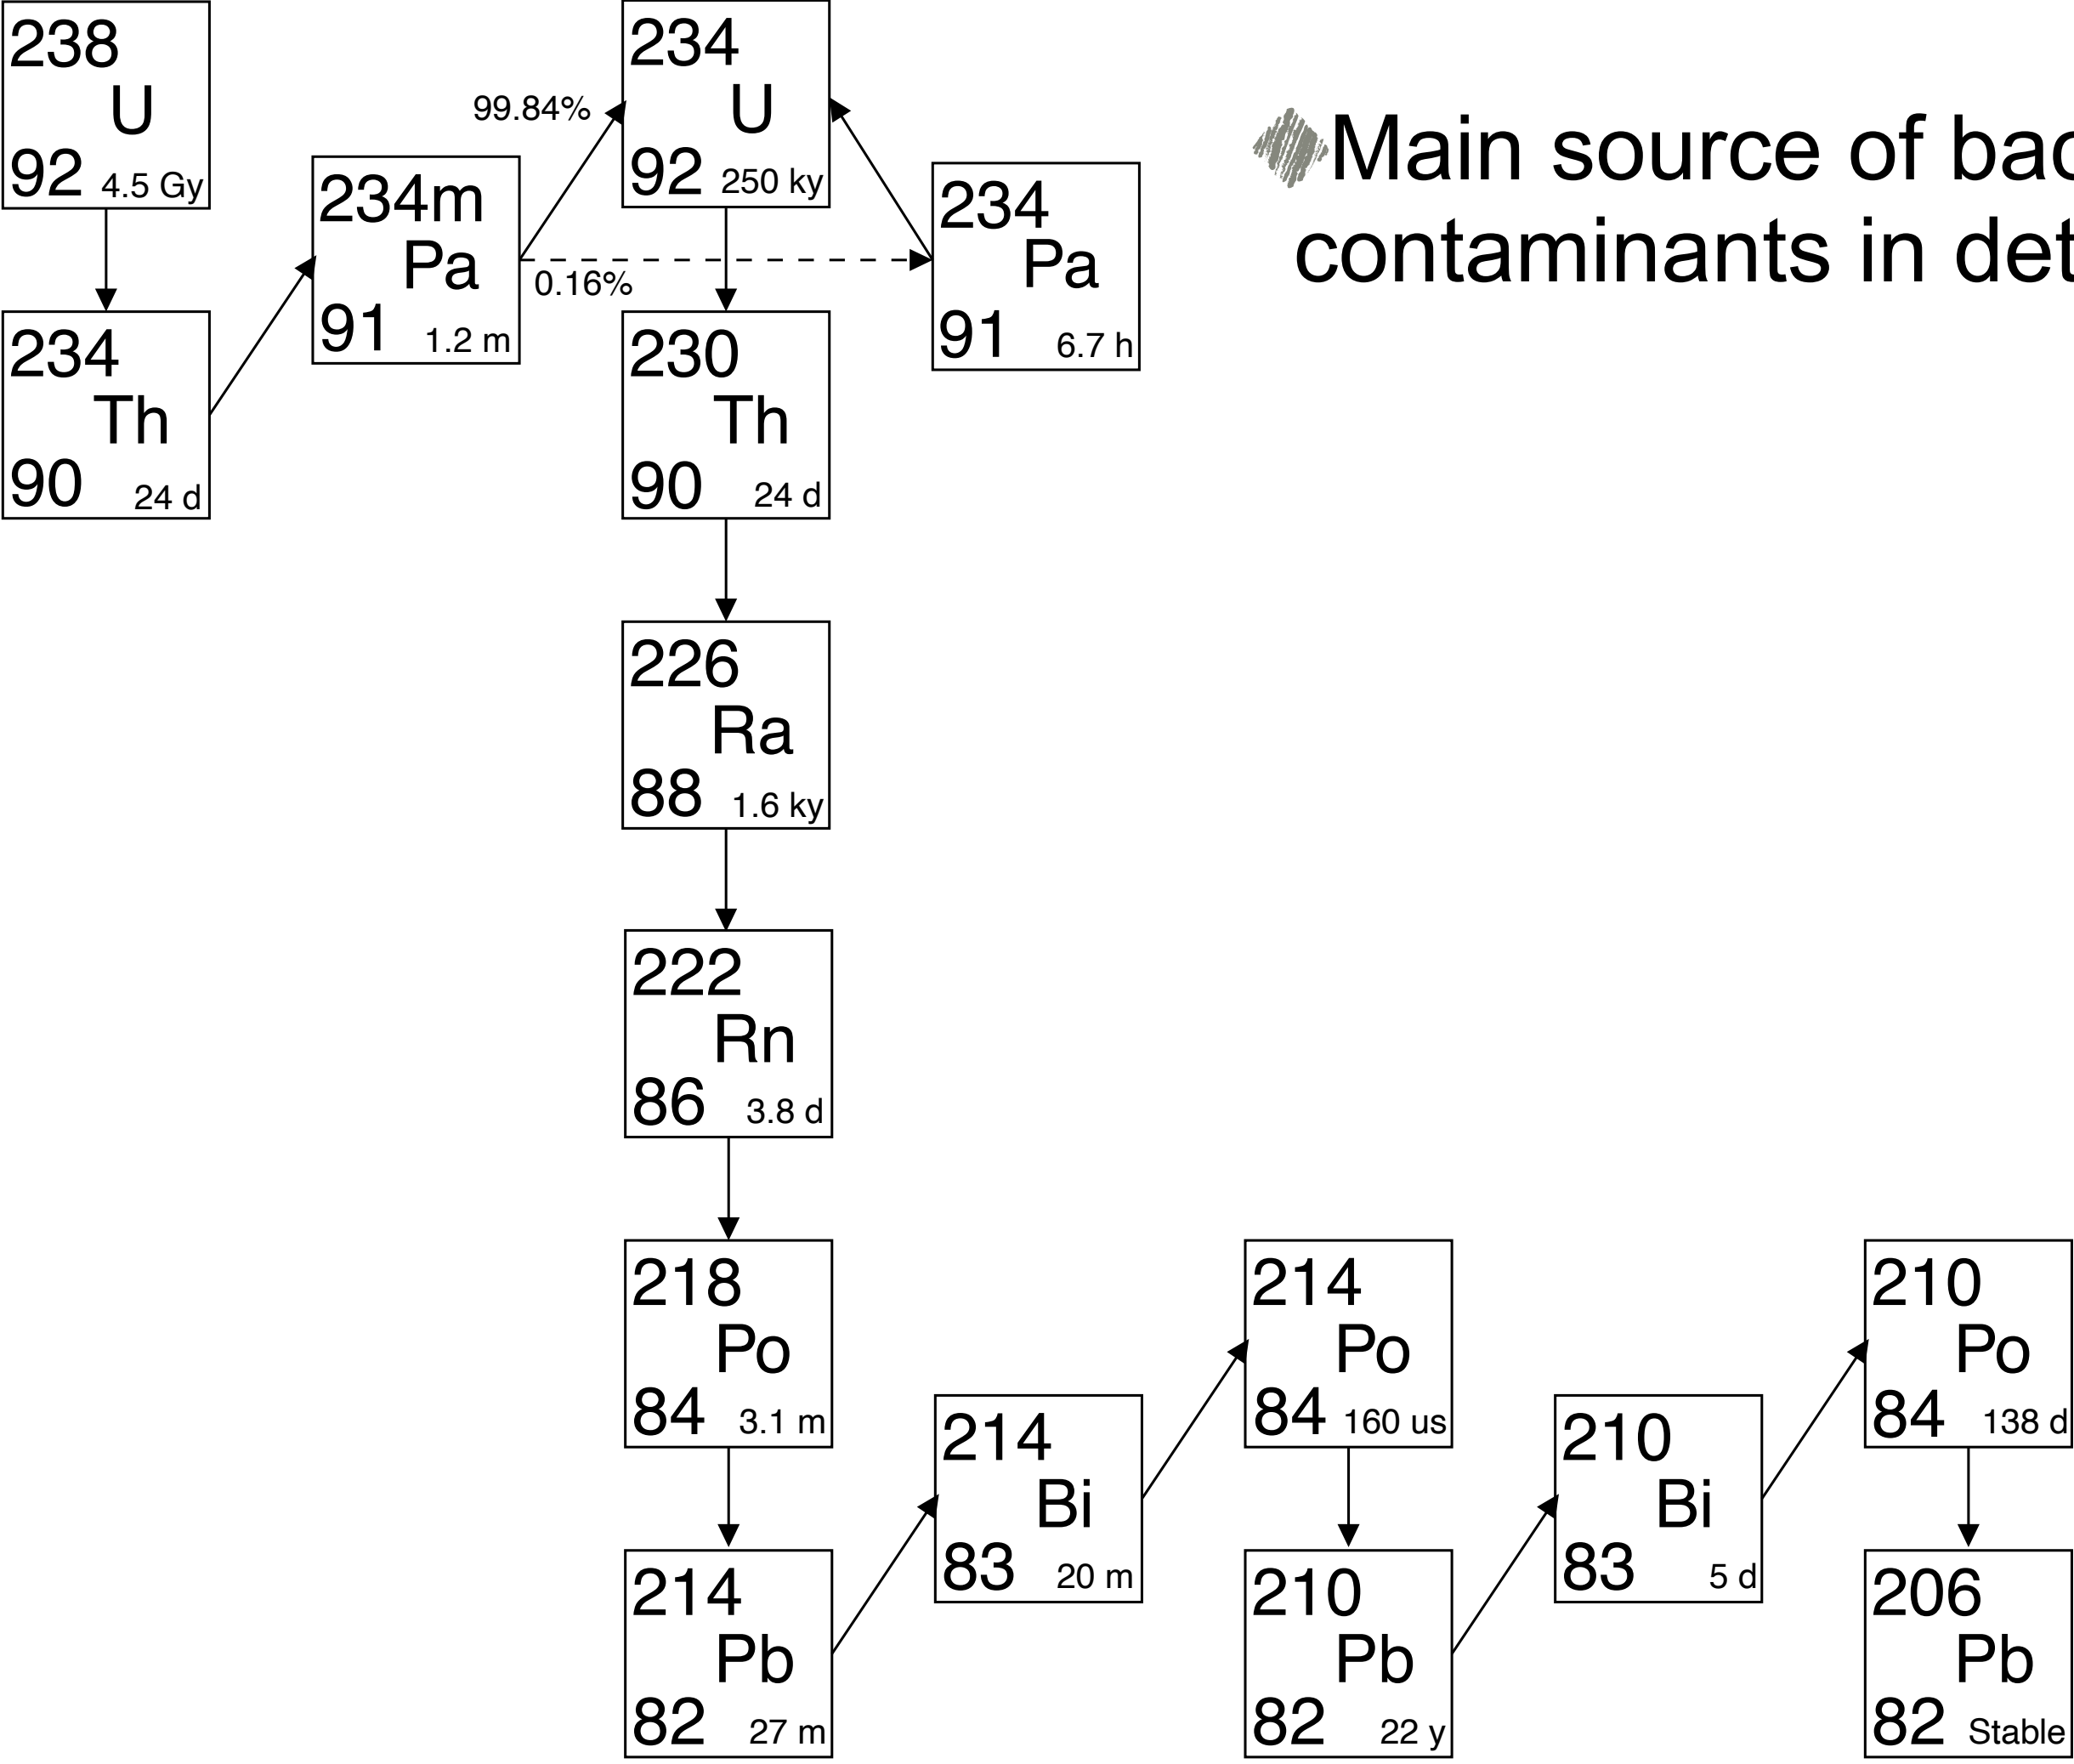 238
U
92 4.5 Gy
234
Th
90 24 d
234m
Pa
91 1.2 m
99.84%
0.16%
234
U
92 250 ky
234
Pa
91 6.7 h
Main source of
contaminants in
230
Th
90 24 d
226
Ra
88 1.6 ky
222
Rn
86 3.8 d
218
Po
84 3.1 m
214
Pb
82 27 m
214
Bi
83 20 m
214
Po
84 160 us
210
Pb
82 22 y
210
Bi
83 5 d
210
Po
84 138 d
206
Pb
82 Stable